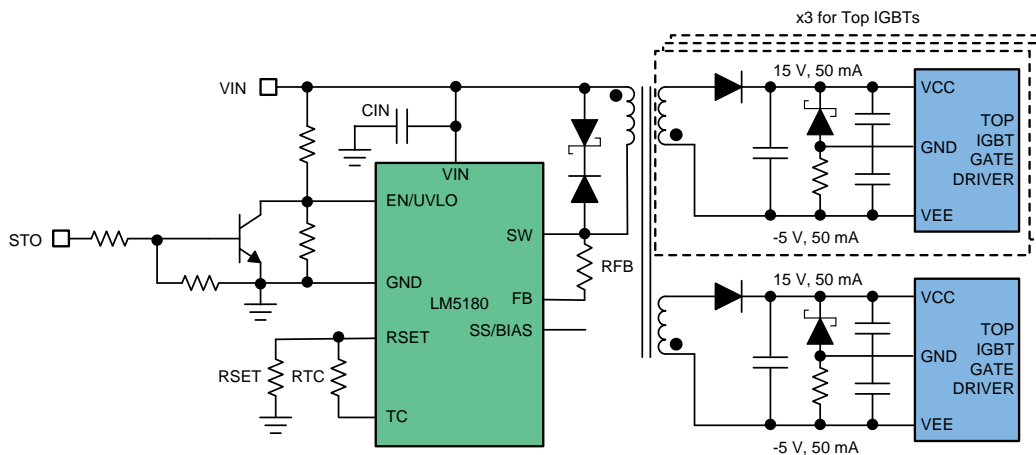 x3 for Top IGBTs
15 V, 50 mA
VCC
TOP
IGBT
GATE
DRIVER
GND
VEE
-5 V, 50 mA
VIN
CIN
VIN
EN/UVLO
STO
SW
RFB
GND
LM5180
FB
SS/BIAS
RSET
RSET
RTC
TC
15 V, 50 mA
VCC
TOP
IGBT
GATE
DRIVER
GND
VEE
-5 V, 50 mA